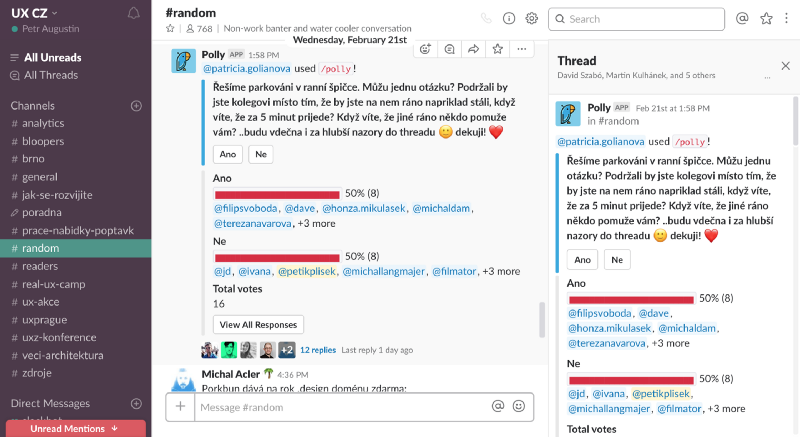 UX CZ
Petr Augustin
All Unreads
All Threads
Channels
# analytics
# bloopers
# brno
# general
# jak-se-rozvijite
poradna
# prace-nabidky-poptavk
# random
# readers
# real-ux-camp
# ux-akce
# uxprague
# uxz-konference
# veci-architektura
# zdroje
Direct Messages
Unread Mentions
#random
768 | Non-work banter and water cooler conversation
Search
Wednesday, February 21st
Polly APP 1:58 PM
@patricia.golianova used /polly!
Řešíme parkováni v ranní špičce. Můžu jednu otázku? Podržali by
jste kolegovi místo tím, že by jste na nem ráno napriklad stáli, když
víte, že za 5 minut prijede? Když víte, že jiné ráno někdo pomuže
vám? ..budu vdečna i za hlubší nazory do threadu 🙂 dekuji! ❤️
Ano Ne
Ano
50% (8)
@filipsvoboda, @dave, @honza.mikulasek, @michaldam,
@terezanavarova, +3 more
Ne
50% (8)
@jd, @ivana, @petikplisek, @michallangmajer, @filmator, +3 more
Total votes
16
View All Responses
+2 12 replies Last reply 1 day ago
Michal Acler 🌴 4:36 PM
Porkbun dává na rok .design doménu zdarma:
Message #random
Thread
David Szabó, Martin Kulhánek, and 5 others
Polly APP Feb 21st at 1:58 PM
in #random
@patricia.golianova used /polly!
Řešíme parkováni v ranní špičce. Můžu jednu
otázku? Podržali by jste kolegovi místo tím, že
by jste na nem ráno napriklad stáli, když víte,
že za 5 minut prijede? Když víte, že jiné ráno
někdo pomuže vám? ..budu vdečna i za hlubší
nazory do threadu 🙂 dekuji! ❤️
Ano Ne
Ano
50% (8)
@filipsvoboda, @dave,
@honza.mikulasek, @michaldam,
@terezanavarova, +3 more
Ne
50% (8)
@jd, @ivana, @petikplisek,
@michallangmajer, @filmator, +3 more
Total votes